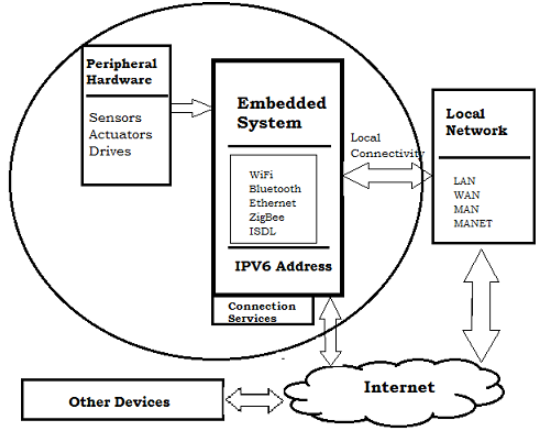 Peripheral
Hardware
Sensors
Actuators
Drives
Embedded
System
WiFi
Bluetooth
Ethernet
ZigBee
ISDL
IPV6 Address
Connection
Services
Local
Connectivity
Local
Network
LAN
WAN
MAN
MANET
Internet
Other Devices